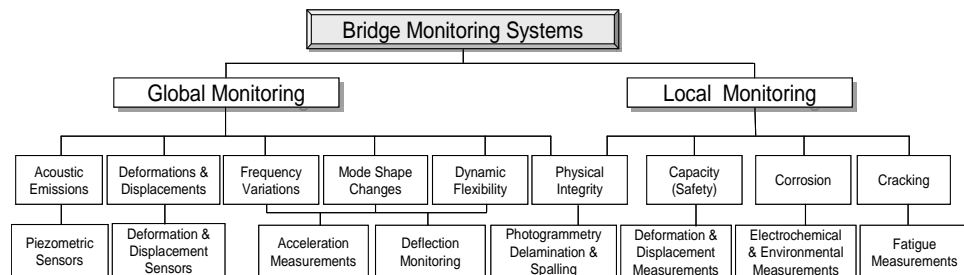 Bridge Monitoring Systems
Global Monitoring
Local Monitoring
Acoustic
Emissions
Deformations &
Displacements
Frequency
Variations
Mode Shape
Changes
Dynamic
Flexibility
Physical
Integrity
Capacity
(Safety)
Corrosion
Cracking
Piezometric
Sensors
Deformation &
Displacement
Sensors
Acceleration
Measurements
Deflection
Monitoring
Photogrammetry
Delamination &
Spalling
Deformation &
Displacement
Measurements
Electrochemical
& Environmental
Measurements
Fatigue
Measurements